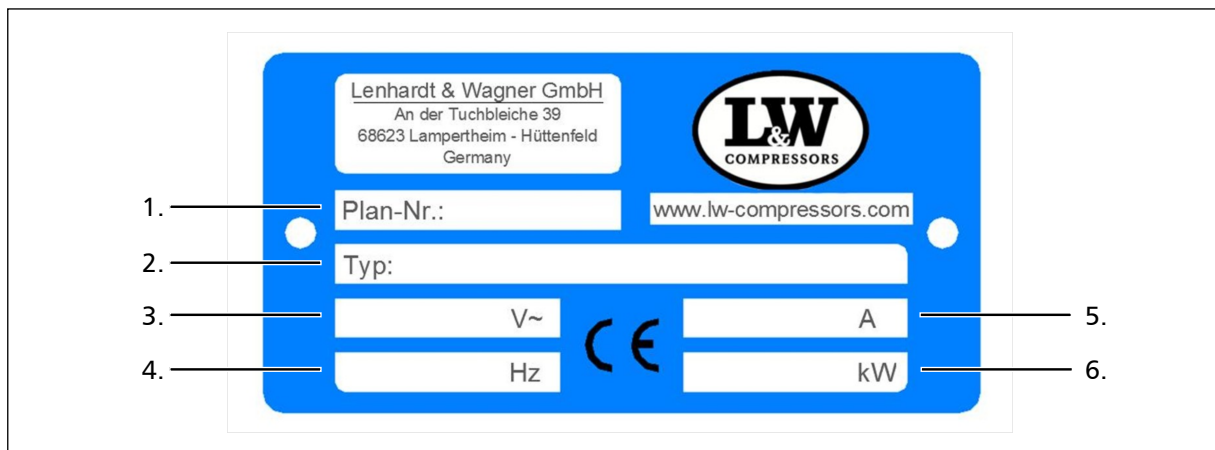 Lenhardt & Wagner GmbH
An der Tuchbleiche 39
68623 Lampertheim - Hüttenfeld
Germany
L&W
COMPRESSORS
1.
Plan-Nr.:
www.lw-compressors.com
2.
Typ:
3.
V~
CE
A
5.
4.
Hz
kW
6.